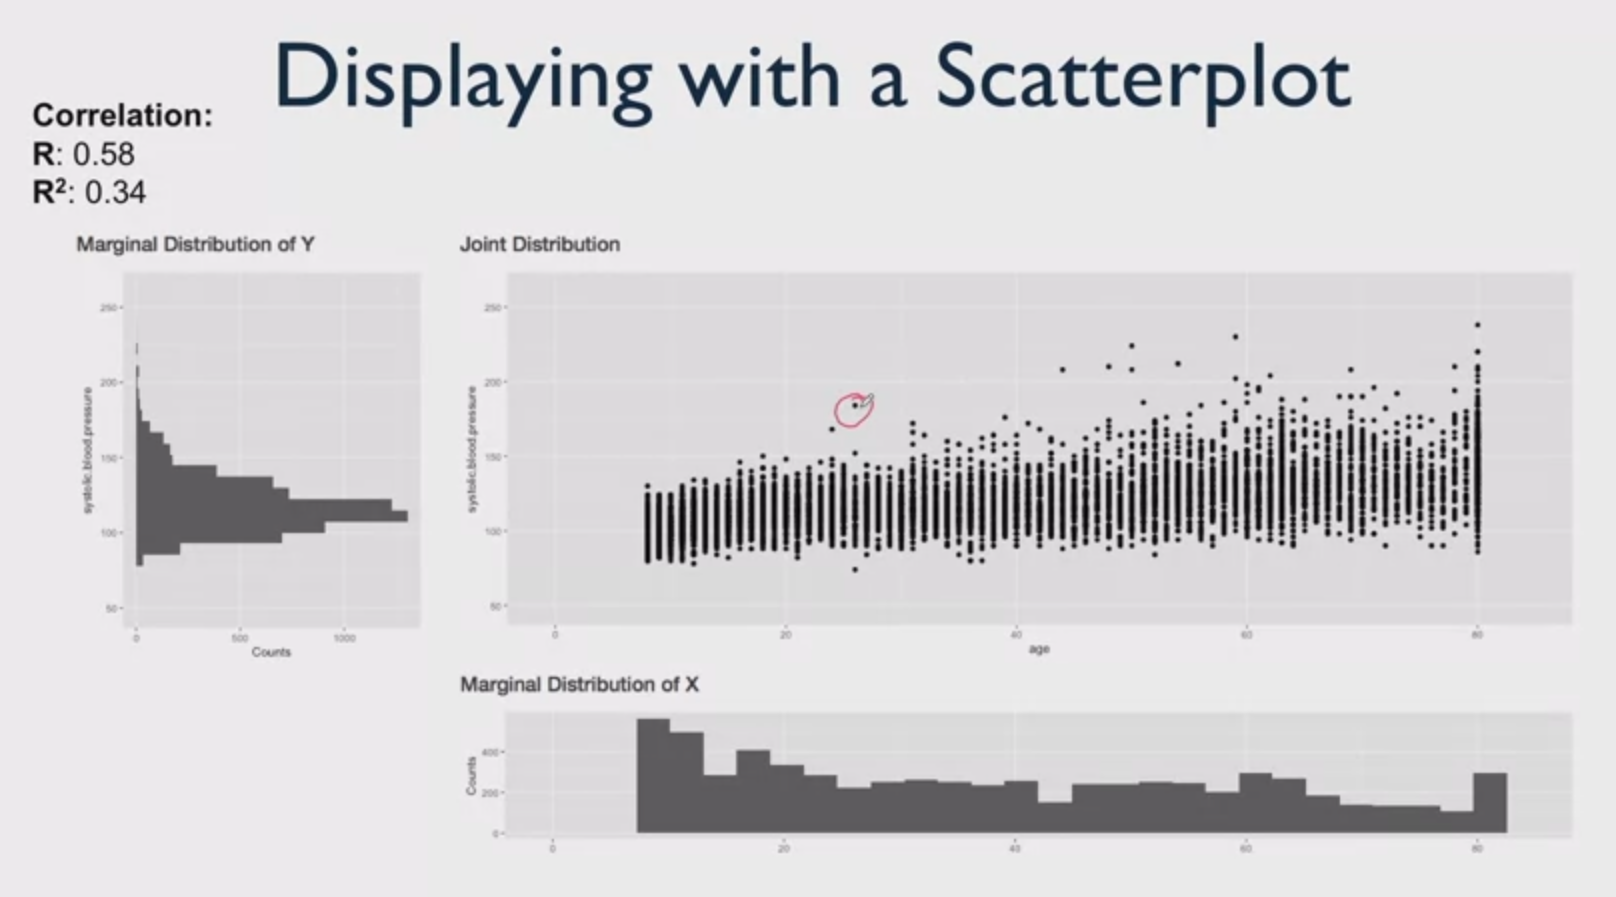 Displaying with a Scatterplot
Correlation:
R: 0.58
R²: 0.34
Marginal Distribution of Y
250
200
150
100
50
systolic.blood.pressure
0 500 1000
Counts
Joint Distribution
250
200
150
100
50
systolic.blood.pressure
0 20 40 60 80
age
Marginal Distribution of X
400
200
0
Counts
0 20 40 60 80